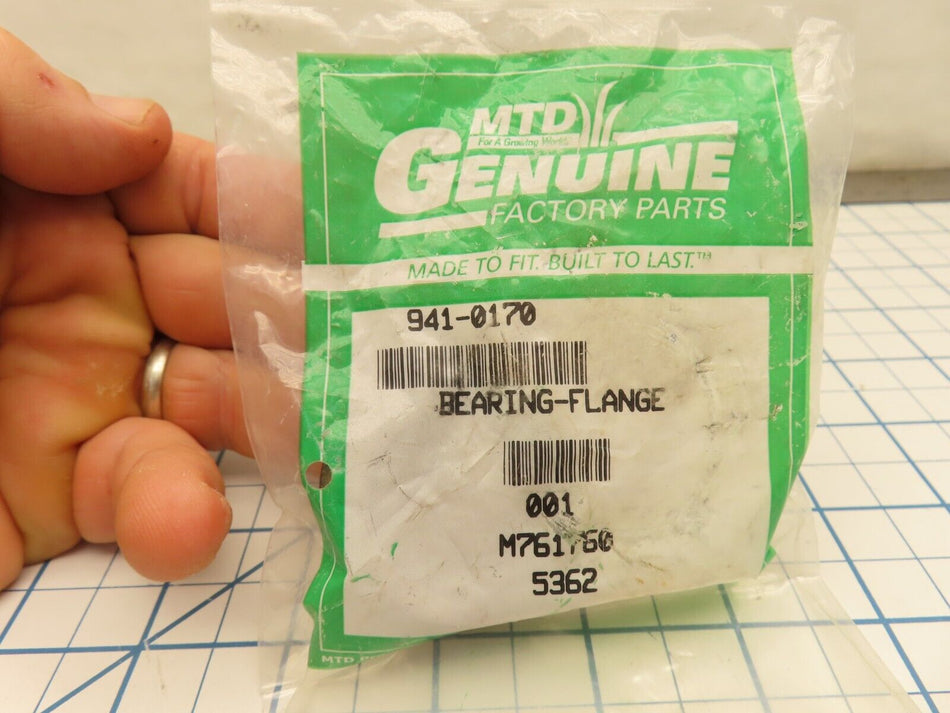 MTD
For A Growing World.
GENUINE
FACTORY PARTS
MADE TO FIT. BUILT TO LAST.™
941-0170
BEARING-FLANGE
001
M761760
5362
MTD